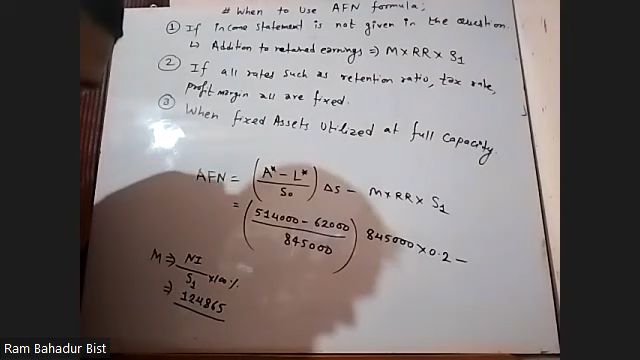 # When to use AFN formula;
① If income statement is not given in the question.
↳ Addition to retained earnings ⇒ M×RR×S₁
② If all rates such as retention ratio, tax rate,
profit margin all are fixed.
③ When fixed Assets utilized at full capacity.
AFN = (A* - L* / S₀) ΔS - M×RR×S₁
= (514000 - 62000 / 845000) 845000×0.2 -
M ⇒ NI / S₁ ×100%
⇒ 124865
Ram Bahadur Bist